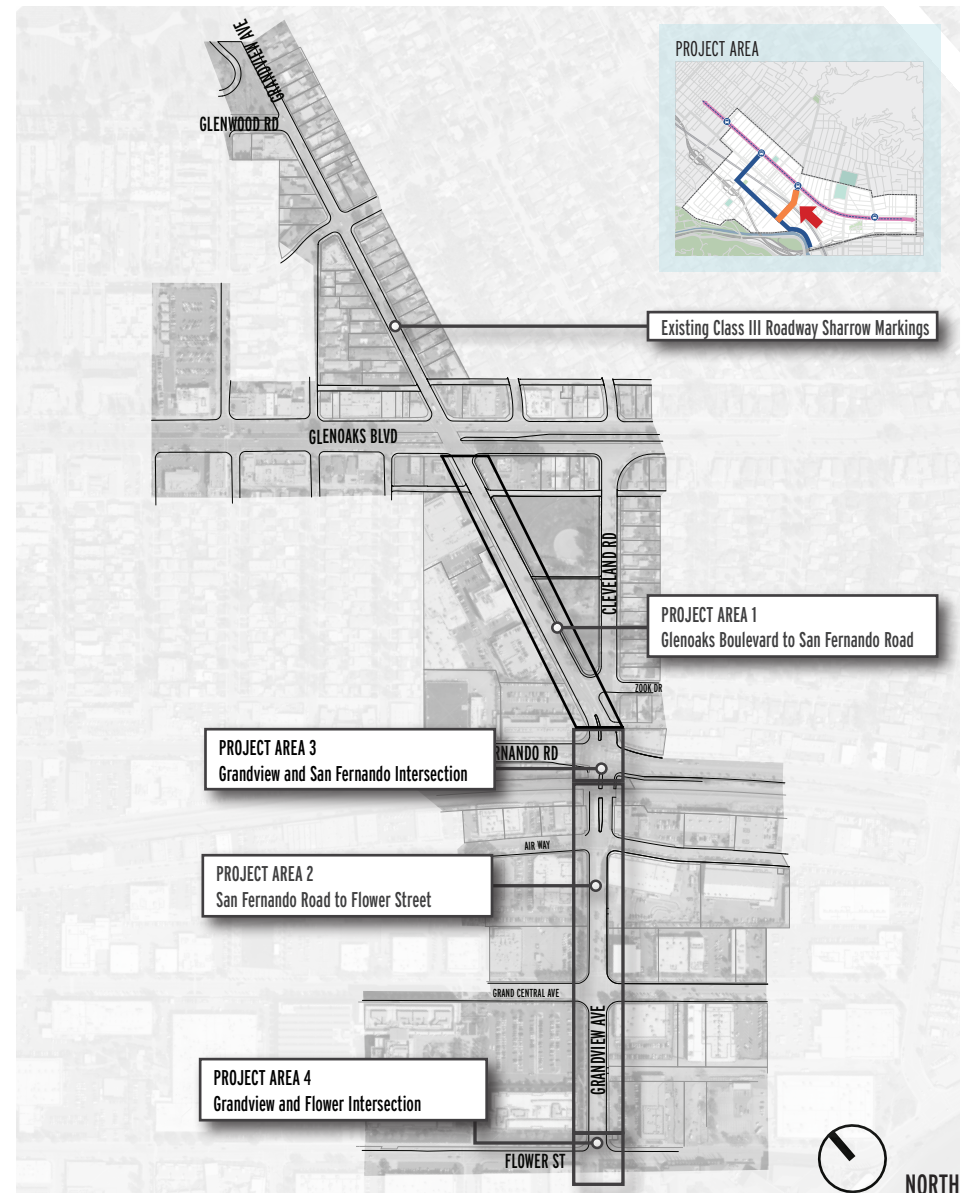 GRANDVIEW AVE
PROJECT AREA
GLENWOOD RD
Existing Class III Roadway Sharrow Markings
GLENOAKS BLVD
CLEVELAND RD
PROJECT AREA 1
Glenoaks Boulevard to San Fernando Road
ZOOK DR
PROJECT AREA 3
Grandview and San Fernando Intersection
RNANDO RD
AIR WAY
PROJECT AREA 2
San Fernando Road to Flower Street
GRAND CENTRAL AVE
GRANDVIEW AVE
PROJECT AREA 4
Grandview and Flower Intersection
FLOWER ST
NORTH